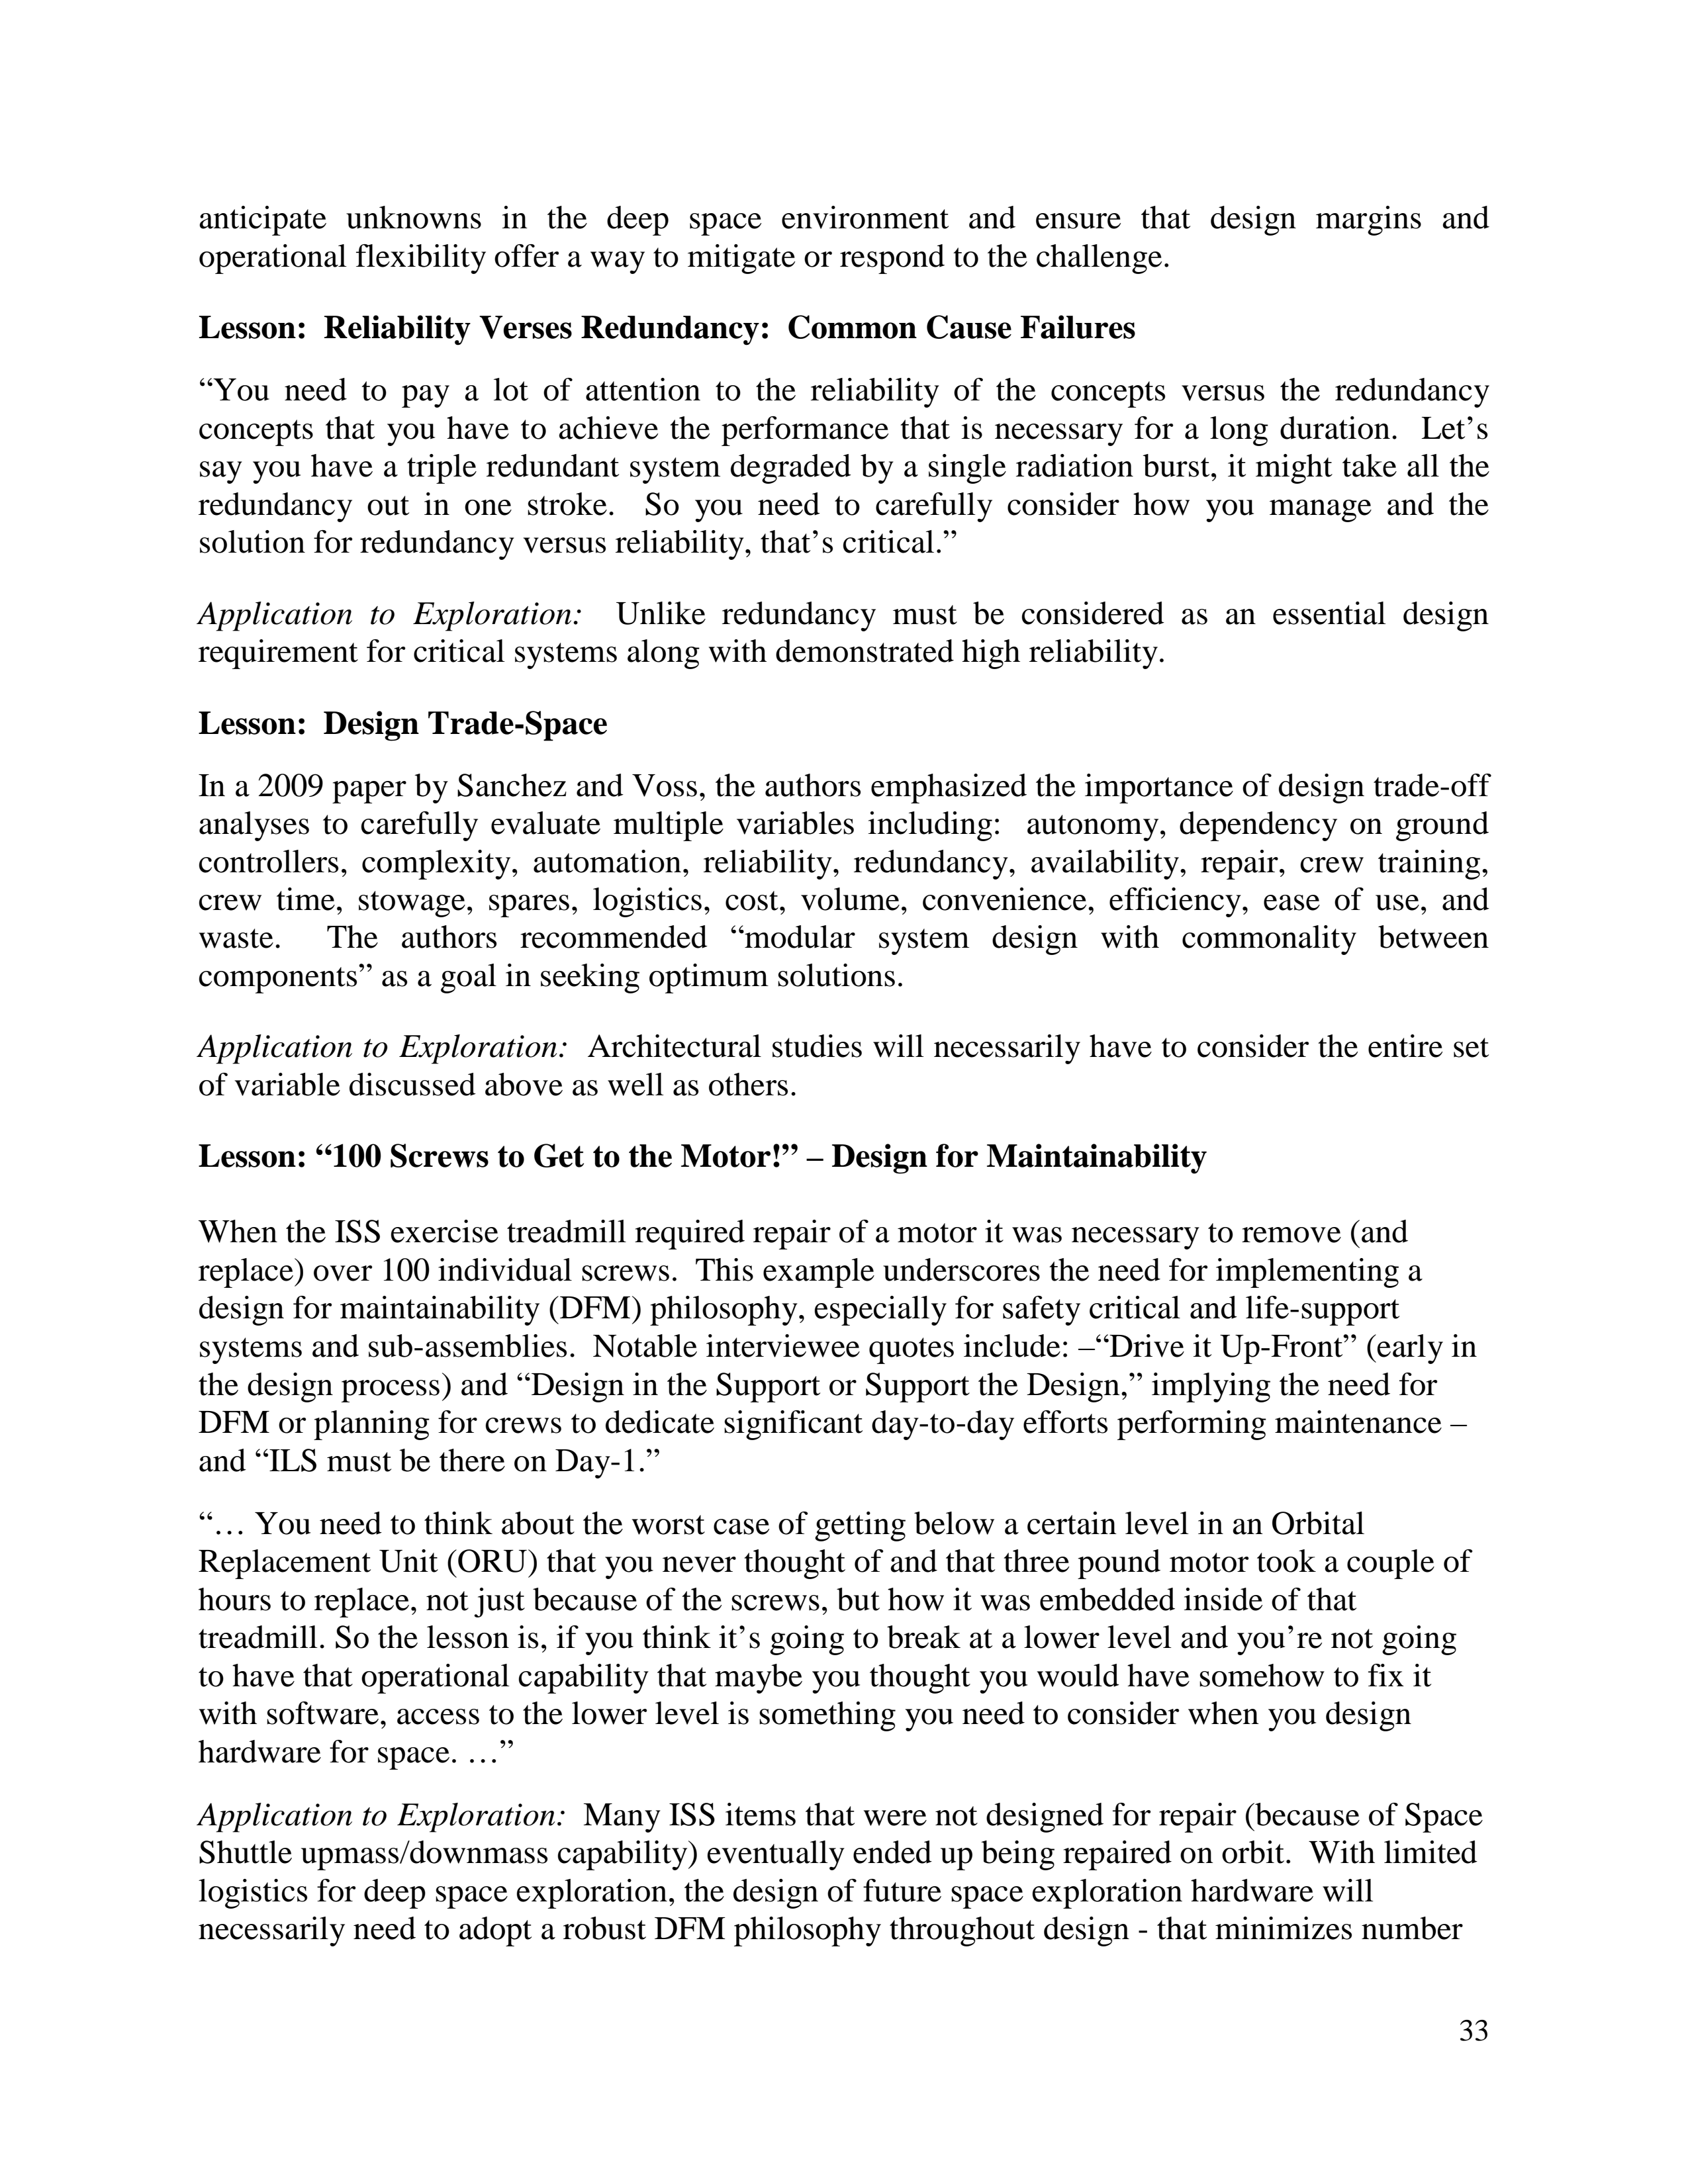 anticipate unknowns in the deep space environment and ensure that design margins and
operational flexibility offer a way to mitigate or respond to the challenge.
Lesson: Reliability Verses Redundancy: Common Cause Failures
“You need to pay a lot of attention to the reliability of the concepts versus the redundancy
concepts that you have to achieve the performance that is necessary for a long duration. Let’s
say you have a triple redundant system degraded by a single radiation burst, it might take all the
redundancy out in one stroke. So you need to carefully consider how you manage and the
solution for redundancy versus reliability, that’s critical.”
Application to Exploration: Unlike redundancy must be considered as an essential design
requirement for critical systems along with demonstrated high reliability.
Lesson: Design Trade-Space
In a 2009 paper by Sanchez and Voss, the authors emphasized the importance of design trade-off
analyses to carefully evaluate multiple variables including: autonomy, dependency on ground
controllers, complexity, automation, reliability, redundancy, availability, repair, crew training,
crew time, stowage, spares, logistics, cost, volume, convenience, efficiency, ease of use, and
waste. The authors recommended “modular system design with commonality between
components” as a goal in seeking optimum solutions.
Application to Exploration: Architectural studies will necessarily have to consider the entire set
of variable discussed above as well as others.
Lesson: “100 Screws to Get to the Motor!” – Design for Maintainability
When the ISS exercise treadmill required repair of a motor it was necessary to remove (and
replace) over 100 individual screws. This example underscores the need for implementing a
design for maintainability (DFM) philosophy, especially for safety critical and life-support
systems and sub-assemblies. Notable interviewee quotes include: –“Drive it Up-Front” (early in
the design process) and “Design in the Support or Support the Design,” implying the need for
DFM or planning for crews to dedicate significant day-to-day efforts performing maintenance –
and “ILS must be there on Day-1.”
“… You need to think about the worst case of getting below a certain level in an Orbital
Replacement Unit (ORU) that you never thought of and that three pound motor took a couple of
hours to replace, not just because of the screws, but how it was embedded inside of that
treadmill. So the lesson is, if you think it’s going to break at a lower level and you’re not going
to have that operational capability that maybe you thought you would have somehow to fix it
with software, access to the lower level is something you need to consider when you design
hardware for space. …”
Application to Exploration: Many ISS items that were not designed for repair (because of Space
Shuttle upmass/downmass capability) eventually ended up being repaired on orbit. With limited
logistics for deep space exploration, the design of future space exploration hardware will
necessarily need to adopt a robust DFM philosophy throughout design - that minimizes number
33